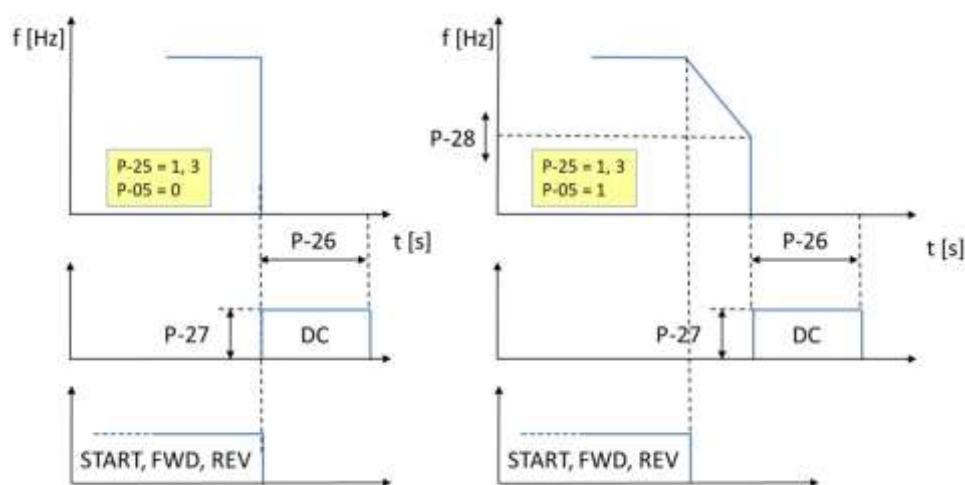 f [Hz]
P-25 = 1, 3
P-05 = 0
t [s]
P-26
P-27
DC
START, FWD, REV
f [Hz]
P-28
P-25 = 1, 3
P-05 = 1
t [s]
P-26
P-27
DC
START, FWD, REV